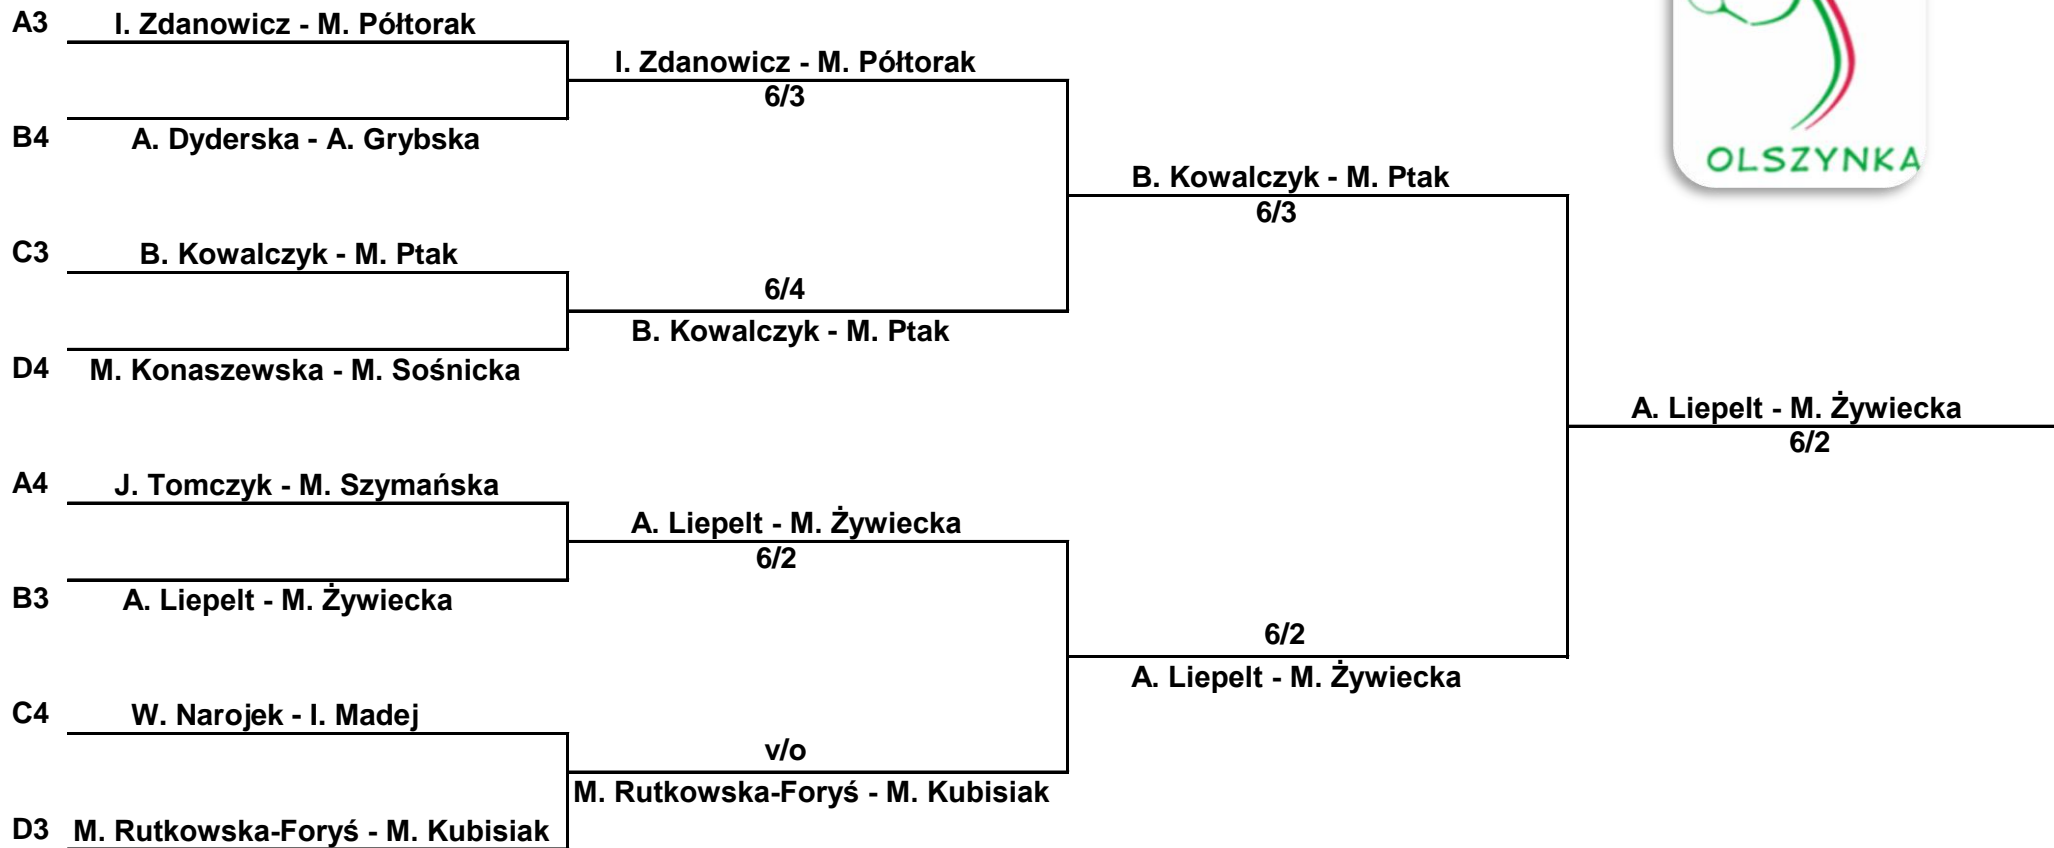 A3 I. Zdanowicz - M. Półtorak
I. Zdanowicz - M. Półtorak
6/3
B4 A. Dyderska - A. Grybska
OLSZYNKA
B. Kowalczyk - M. Ptak
6/3
C3 B. Kowalczyk - M. Ptak
6/4
B. Kowalczyk - M. Ptak
D4 M. Konaszewska - M. Sośnicka
A. Liepelt - M. Żywiecka
6/2
A4 J. Tomczyk - M. Szymańska
A. Liepelt - M. Żywiecka
6/2
B3 A. Liepelt - M. Żywiecka
6/2
A. Liepelt - M. Żywiecka
C4 W. Narojek - I. Madej
v/o
M. Rutkowska-Foryś - M. Kubisiak
D3 M. Rutkowska-Foryś - M. Kubisiak